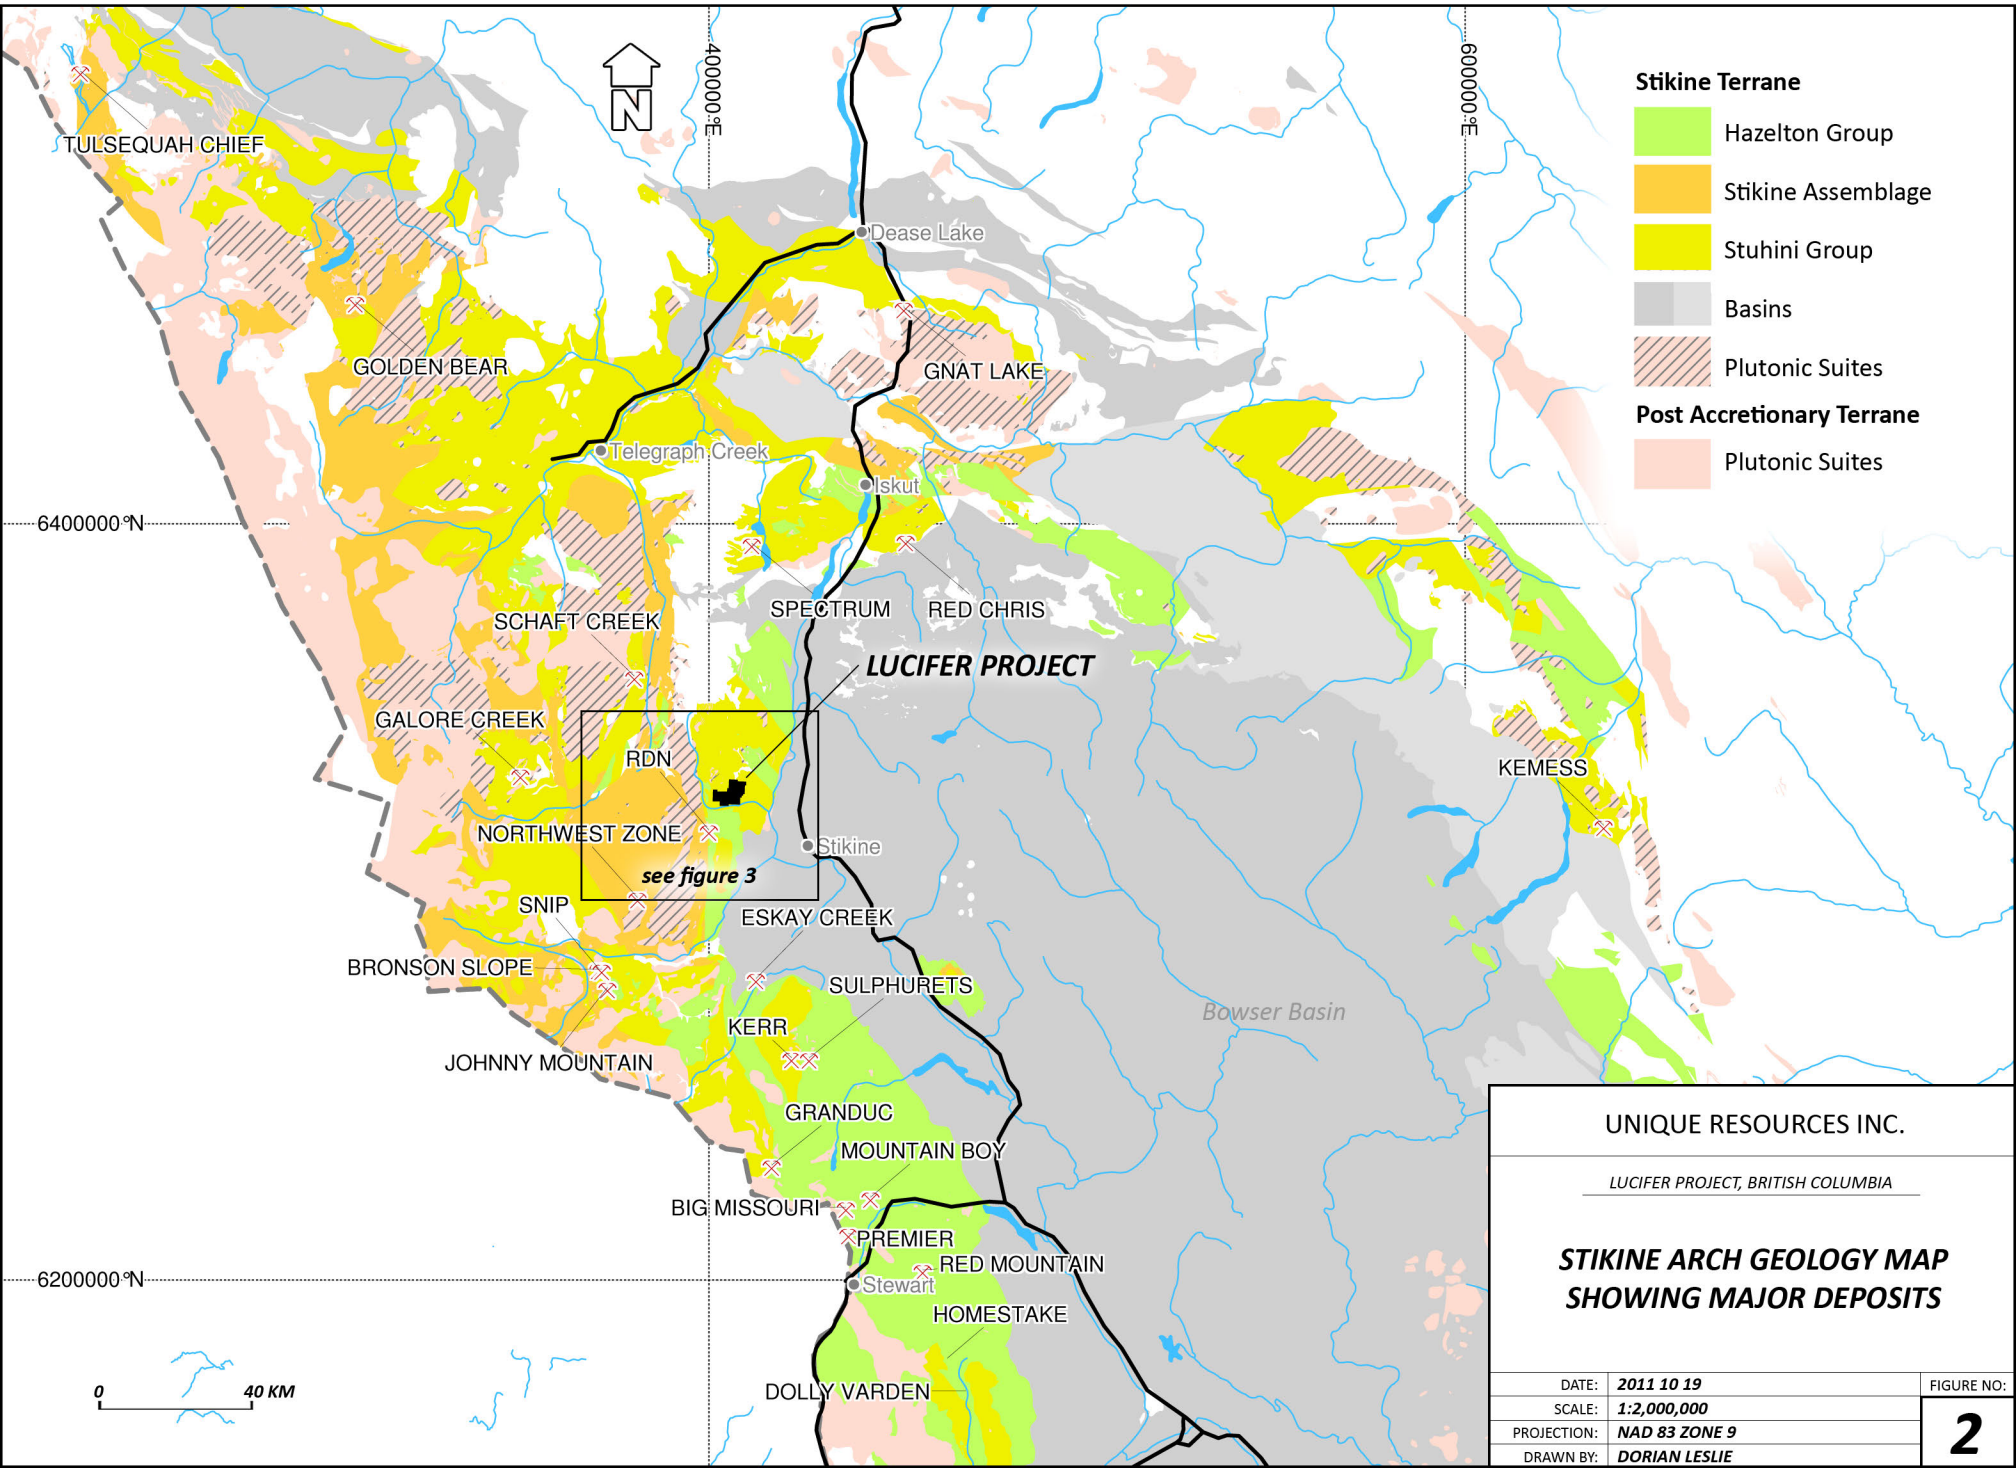 400000°E
600000°E
N
Stikine Terrane
Hazelton Group
Stikine Assemblage
Stuhini Group
Basins
Plutonic Suites
Post Accretionary Terrane
Plutonic Suites
TULSEQUAH CHIEF
Dease Lake
GOLDEN BEAR
GNAT LAKE
Telegraph Creek
Iskut
6400000°N
SPECTRUM
RED CHRIS
SCHAFT CREEK
LUCIFER PROJECT
GALORE CREEK
RDN
KEMESS
NORTHWEST ZONE
Stikine
see figure 3
SNIP
ESKAY CREEK
BRONSON SLOPE
SULPHURETS
Bowser Basin
KERR
JOHNNY MOUNTAIN
GRANDUC
MOUNTAIN BOY
BIG MISSOURI
PREMIER
RED MOUNTAIN
6200000°N
Stewart
HOMESTAKE
DOLLY VARDEN
0 40 KM
UNIQUE RESOURCES INC.
LUCIFER PROJECT, BRITISH COLUMBIA
STIKINE ARCH GEOLOGY MAP
SHOWING MAJOR DEPOSITS
DATE: 2011 10 19
SCALE: 1:2,000,000
PROJECTION: NAD 83 ZONE 9
DRAWN BY: DORIAN LESLIE
FIGURE NO:
2